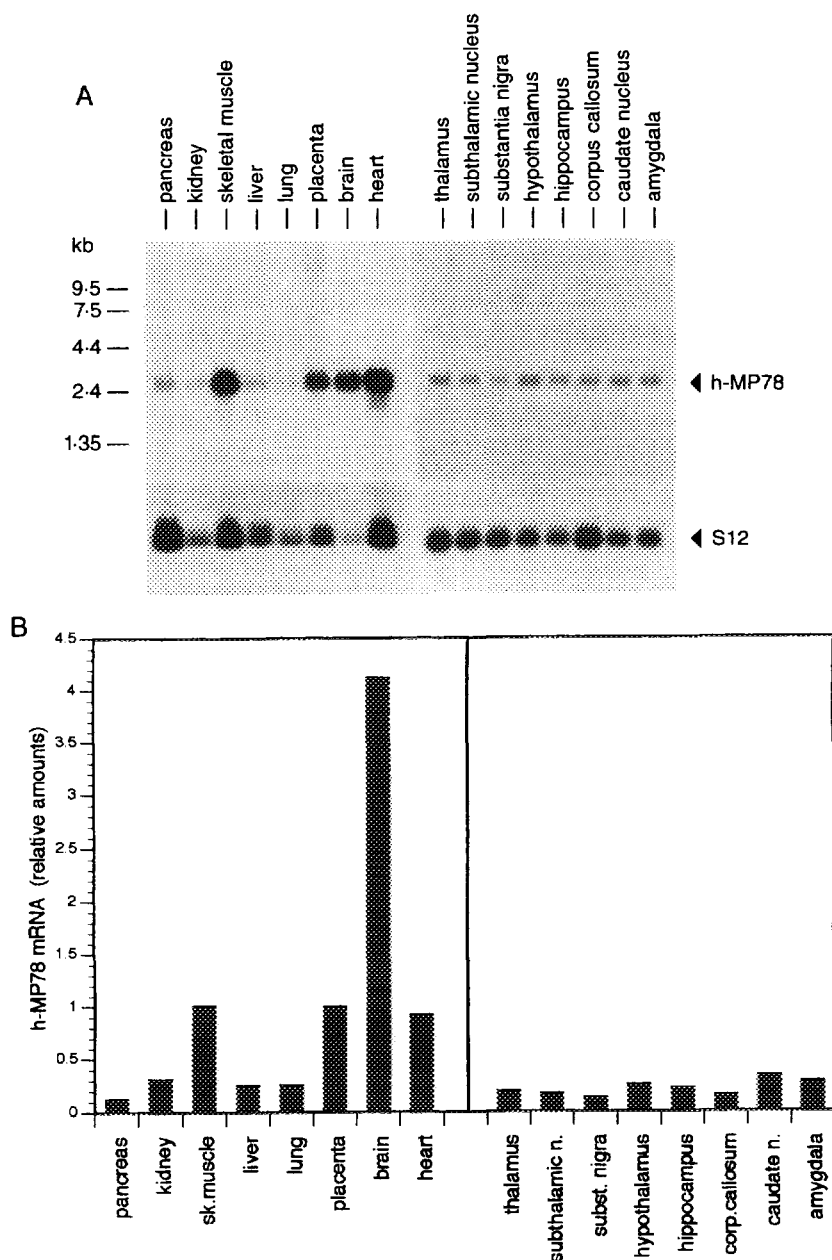 A
pancreas
kidney
skeletal muscle
liver
lung
placenta
brain
heart
thalamus
subthalamic nucleus
substantia nigra
hypothalamus
hippocampus
corpus callosum
caudate nucleus
amygdala
kb
9·5
7·5
4·4
2·4
1·35
h-MP78
S12
B
h-MP78 mRNA (relative amounts)
4.5
4
3.5
3
2.5
2
1.5
1
0.5
0
pancreas
kidney
sk.muscle
liver
lung
placenta
brain
heart
thalamus
subthalamic n.
subst. nigra
hypothalamus
hippocampus
corp.callosum
caudate n.
amygdala